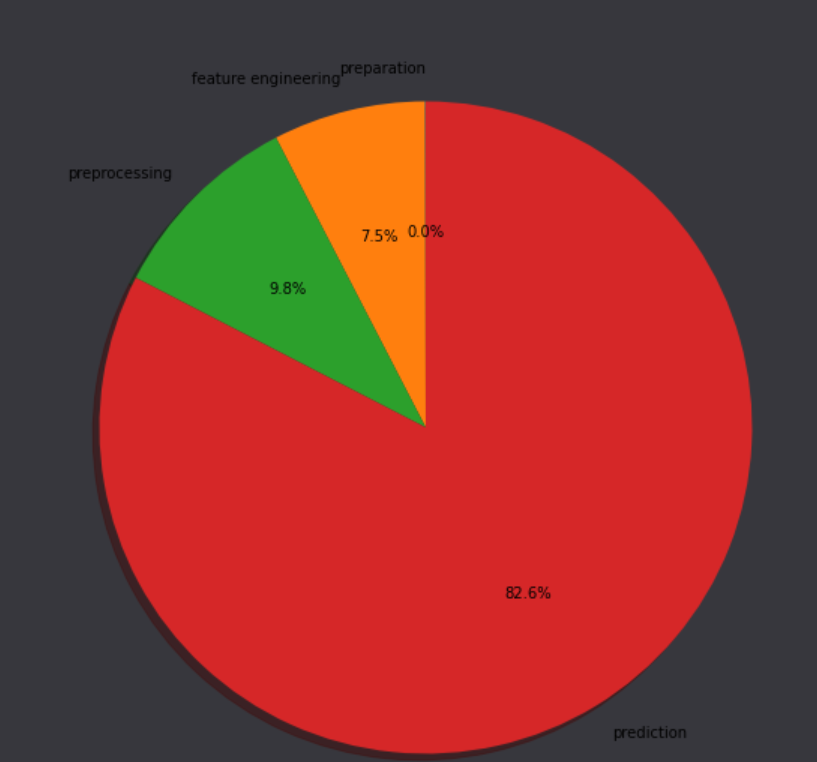 preparation
feature engineering
preprocessing
7.5%
0.0%
9.8%
82.6%
prediction